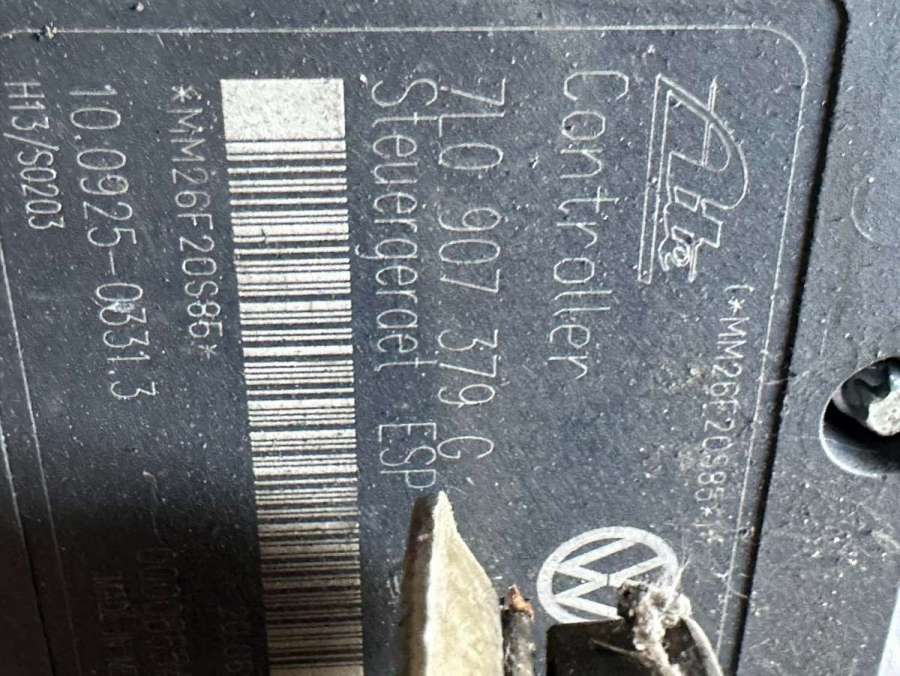 Ate
(*MM26F20S85*)
Controller
7L0 907 379 G
Steuergeraet ESP
*MM26F20S85*
10.0925-0331.3
H13/S0203